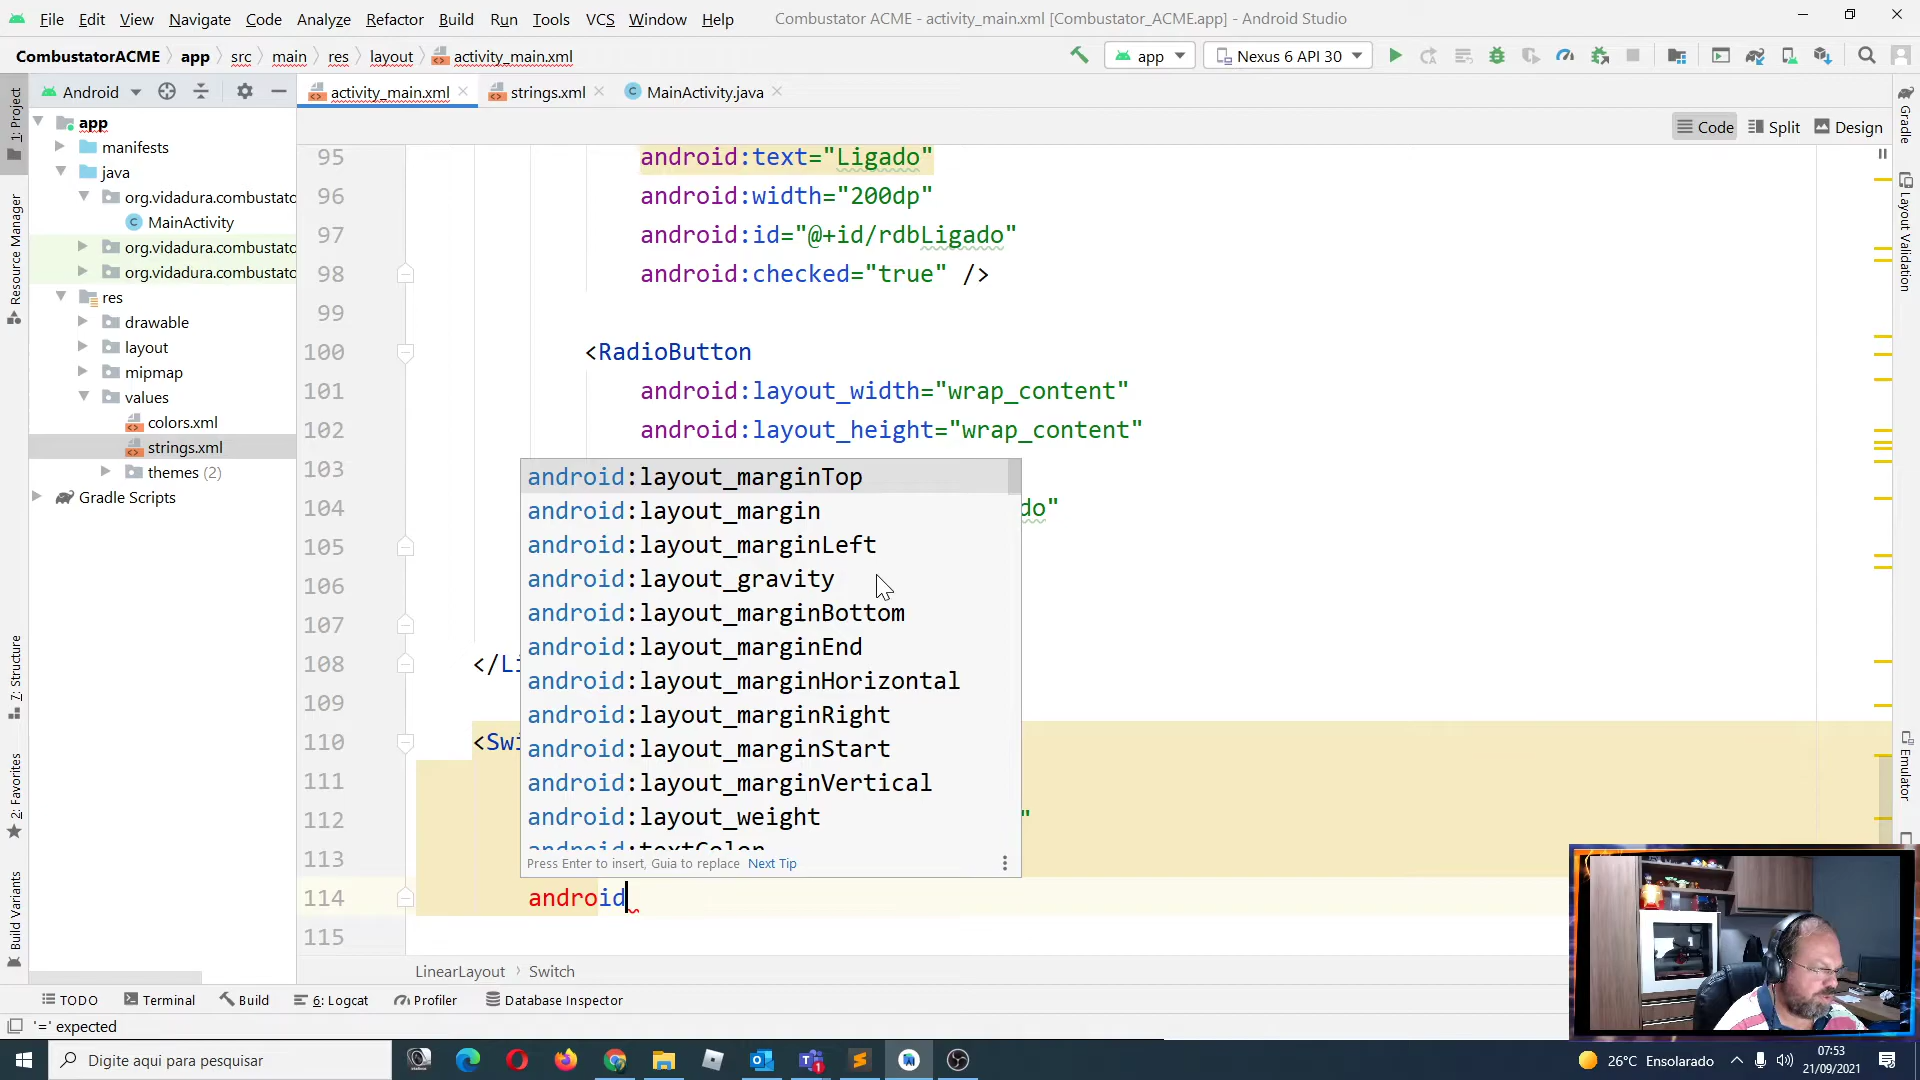 File Edit View Navigate Code Analyze Refactor Build Run Tools VCS Window Help Combustator ACME - activity_main.xml [Combustator_ACME.app] - Android Studio
CombustatorACME app src main res layout activity_main.xml app Nexus 6 API 30
Android activity_main.xml strings.xml MainActivity.java
Code Split Design
1: Project
Resource Manager
7: Structure
2: Favorites
Build Variants
app
manifests
java
org.vidadura.combustato
MainActivity
org.vidadura.combustato
org.vidadura.combustato
res
drawable
layout
mipmap
values
colors.xml
strings.xml
themes (2)
Gradle Scripts
95 android:text="Ligado"
96 android:width="200dp"
97 android:id="@+id/rdbLigado"
98 android:checked="true" />
99
100 <RadioButton
101 android:layout_width="wrap_content"
102 android:layout_height="wrap_content"
103
104 do"
105
106
107
108 </Li
109
110 <Swi
111
112 "
113
114 android
115
android:layout_marginTop
android:layout_margin
android:layout_marginLeft
android:layout_gravity
android:layout_marginBottom
android:layout_marginEnd
android:layout_marginHorizontal
android:layout_marginRight
android:layout_marginStart
android:layout_marginVertical
android:layout_weight
android:textColor
Press Enter to insert, Guia to replace Next Tip
Gradle
Layout Validation
Emulator
LinearLayout Switch
TODO Terminal Build 6: Logcat Profiler Database Inspector
'=' expected
Digite aqui para pesquisar
26°C Ensolarado
07:53
21/09/2021